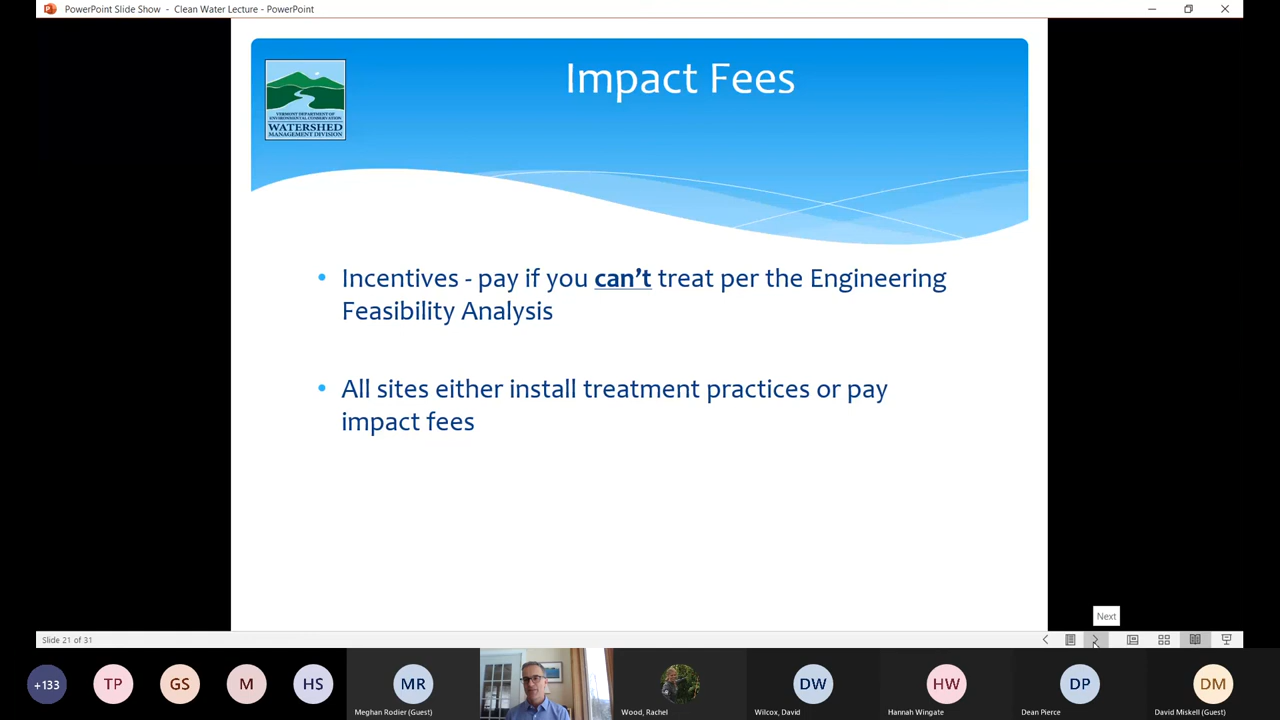 PowerPoint Slide Show - Clean Water Lecture - PowerPoint
Impact Fees
VERMONT DEPARTMENT OF
ENVIRONMENTAL CONSERVATION
WATERSHED
MANAGEMENT DIVISION
• Incentives - pay if you can't treat per the Engineering
Feasibility Analysis
• All sites either install treatment practices or pay
impact fees
Next
Slide 21 of 31
+133
TP
GS
M
HS
MR
DW
HW
DP
DM
Meghan Rodier (Guest)
Wood, Rachel
Wilcox, David
Hannah Wingate
Dean Pierce
David Miskell (Guest)